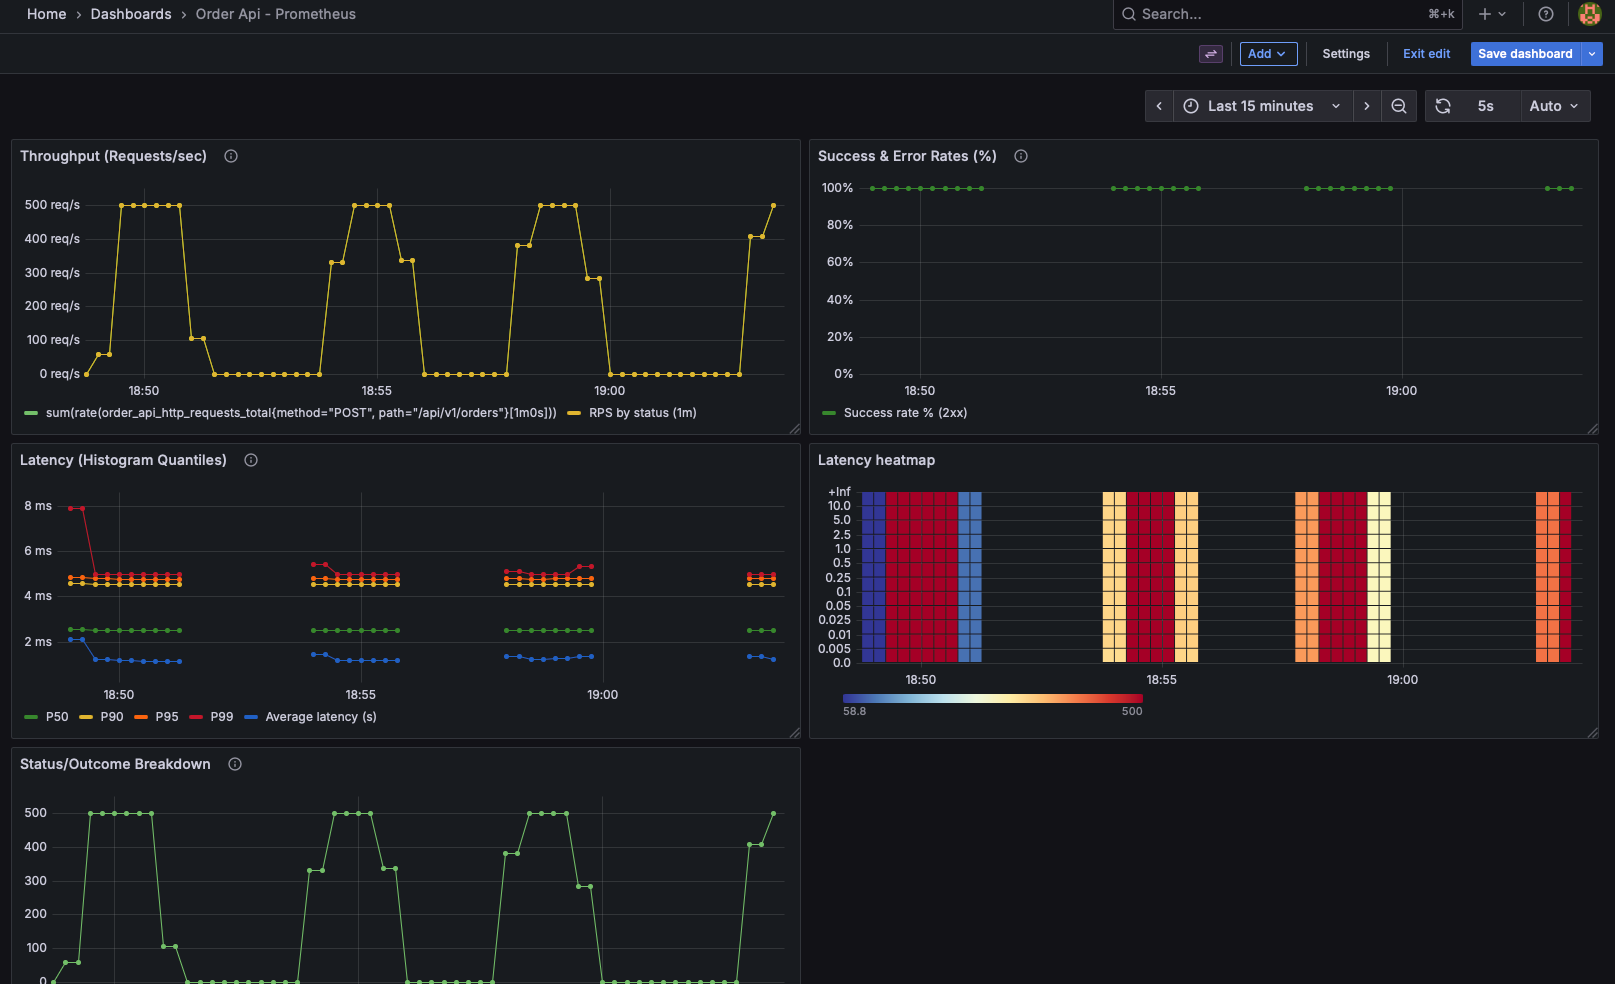 Home › Dashboards › Order Api - Prometheus
Search... ⌘+k
Add Settings Exit edit Save dashboard
Last 15 minutes 5s Auto
Throughput (Requests/sec)
500 req/s
400 req/s
300 req/s
200 req/s
100 req/s
0 req/s
18:50 18:55 19:00
sum(rate(order_api_http_requests_total{method="POST", path="/api/v1/orders"}[1m0s])) RPS by status (1m)
Success & Error Rates (%)
100%
80%
60%
40%
20%
0%
18:50 18:55 19:00
Success rate % (2xx)
Latency (Histogram Quantiles)
8 ms
6 ms
4 ms
2 ms
18:50 18:55 19:00
P50 P90 P95 P99 Average latency (s)
Latency heatmap
+Inf
10.0
5.0
2.5
1.0
0.5
0.25
0.1
0.05
0.025
0.01
0.005
0.0
18:50 18:55 19:00
58.8 500
Status/Outcome Breakdown
500
400
300
200
100
0